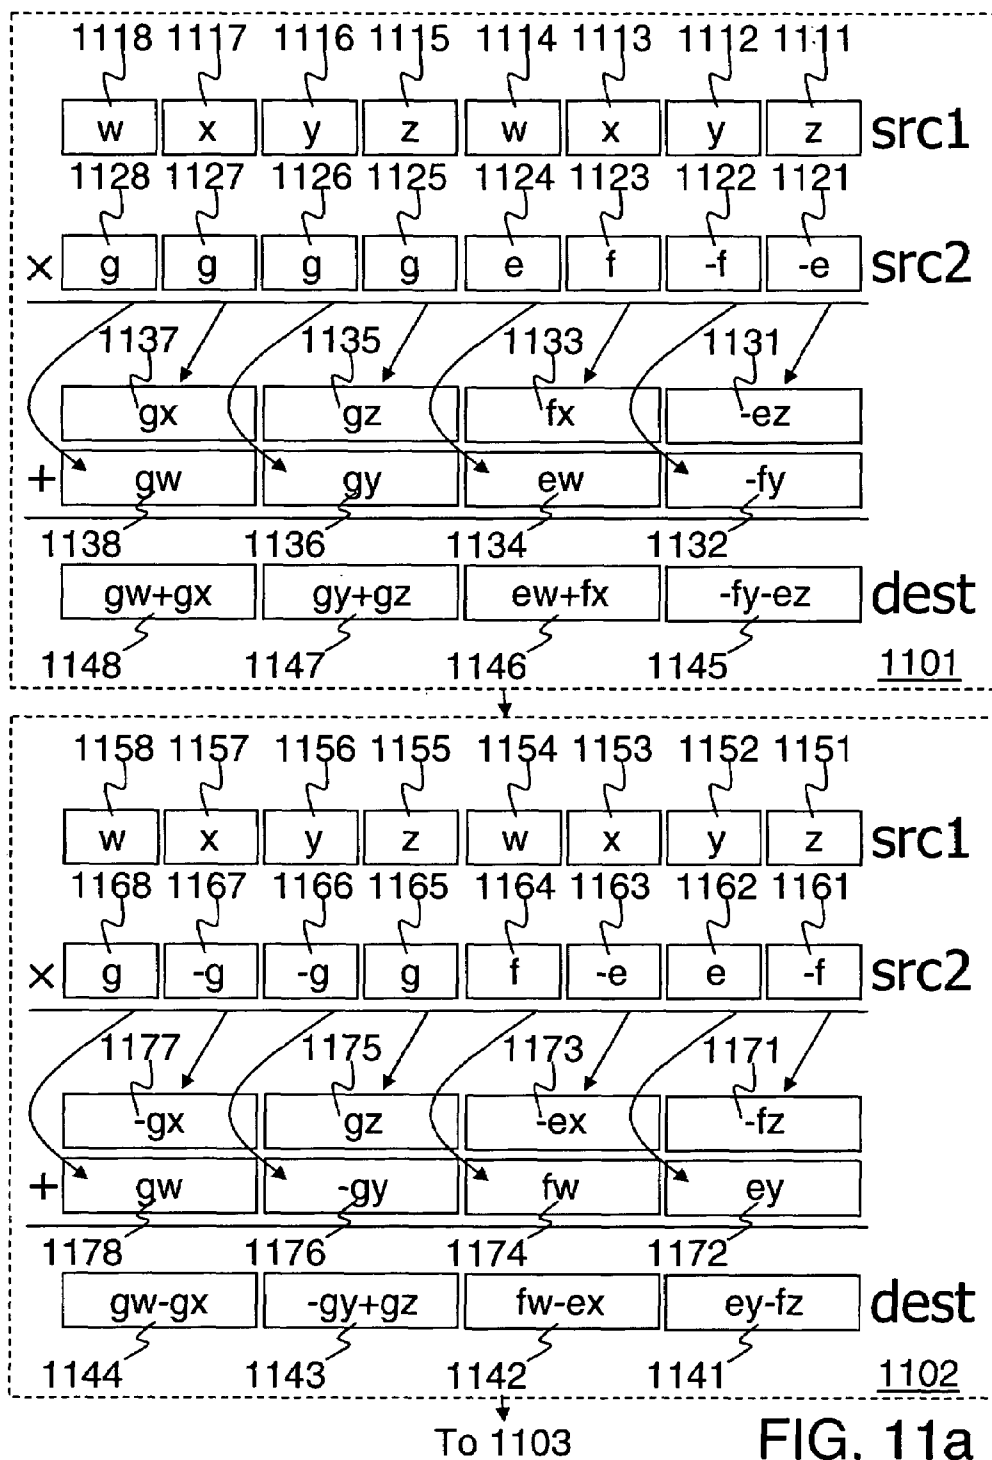 1118 1117 1116 1115 1114 1113 1112 1111
w x y z w x y z src1
1128 1127 1126 1125 1124 1123 1122 1121
× g g g g e f -f -e src2
1137 1135 1133 1131
gx gz fx -ez
+ gw gy ew -fy
1138 1136 1134 1132
gw+gx gy+gz ew+fx -fy-ez dest
1148 1147 1146 1145 1101
1158 1157 1156 1155 1154 1153 1152 1151
w x y z w x y z src1
1168 1167 1166 1165 1164 1163 1162 1161
× g -g -g g f -e e -f src2
1177 1175 1173 1171
-gx gz -ex -fz
+ gw -gy fw ey
1178 1176 1174 1172
gw-gx -gy+gz fw-ex ey-fz dest
1144 1143 1142 1141 1102
To 1103 FIG. 11a